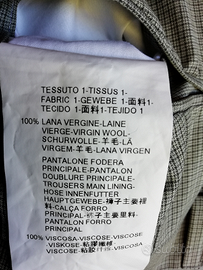 TESSUTO 1-TISSUS 1-
FABRIC 1-GEWEBE 1-面料1-
TECIDO 1-面料1-TEJIDO 1
100% LANA VERGINE-LAINE
VIERGE-VIRGIN WOOL-
SCHURWOLLE-羊毛-LÃ
VIRGEM-羊毛-LANA VIRGEN
PANTALONE FODERA
PRINCIPALE-PANTALON
DOUBLURE PRINCIPALE-
TROUSERS MAIN LINING-
HOSE INNENFUTTER
HAUPTGEWEBE-褲子主要裡
料-CALÇA FORRO
PRINCIPAL-裤子主要里料-
PANTALON FORRO
PRINCIPAL
100% VISCOSA-VISCOSE-VISCOSE
-VISKOSE-粘膠纖維-
VISCOSE-粘胶纤维-VISCOSA